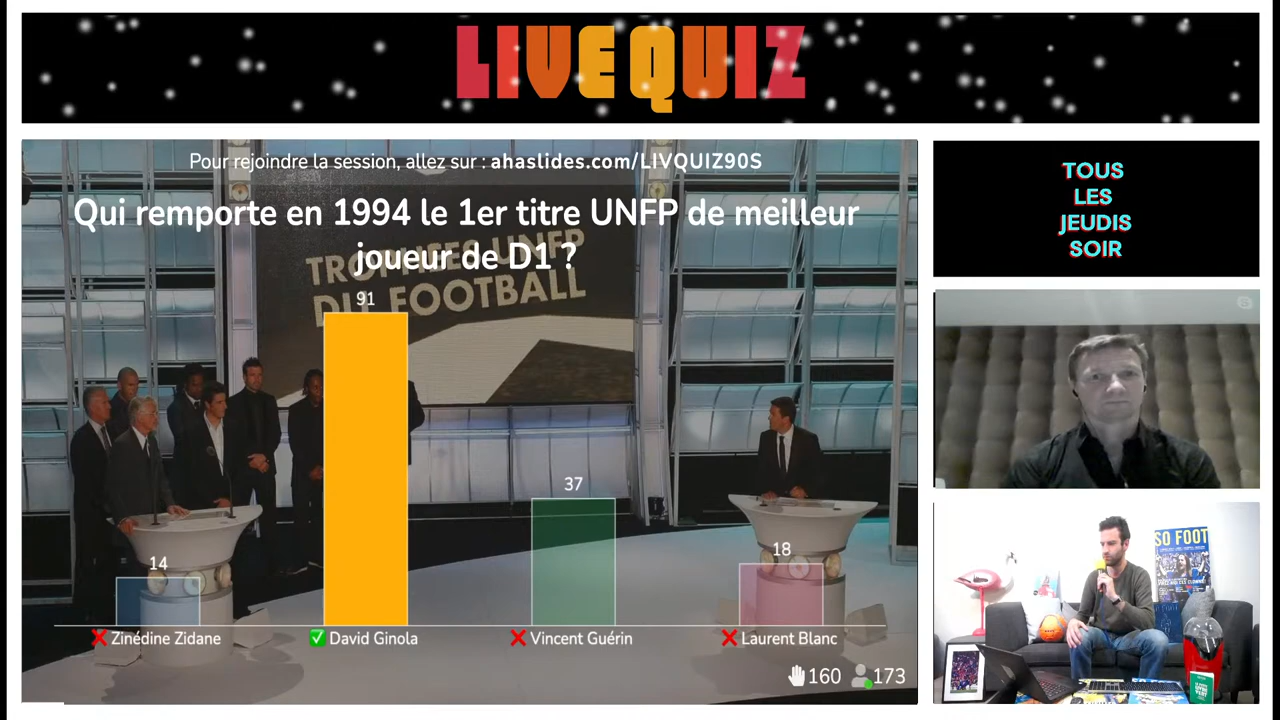 LIVE QUIZ
Pour rejoindre la session, allez sur : ahaslides.com/LIVQUIZ90S
Qui remporte en 1994 le 1er titre UNFP de meilleur
joueur de D1 ?
TROPHÉES UNFP
DU FOOTBALL
91
37
14
18
❌ Zinédine Zidane
✅ David Ginola
❌ Vincent Guérin
❌ Laurent Blanc
160
173
TOUS
LES
JEUDIS
SOIR
SO FOOT